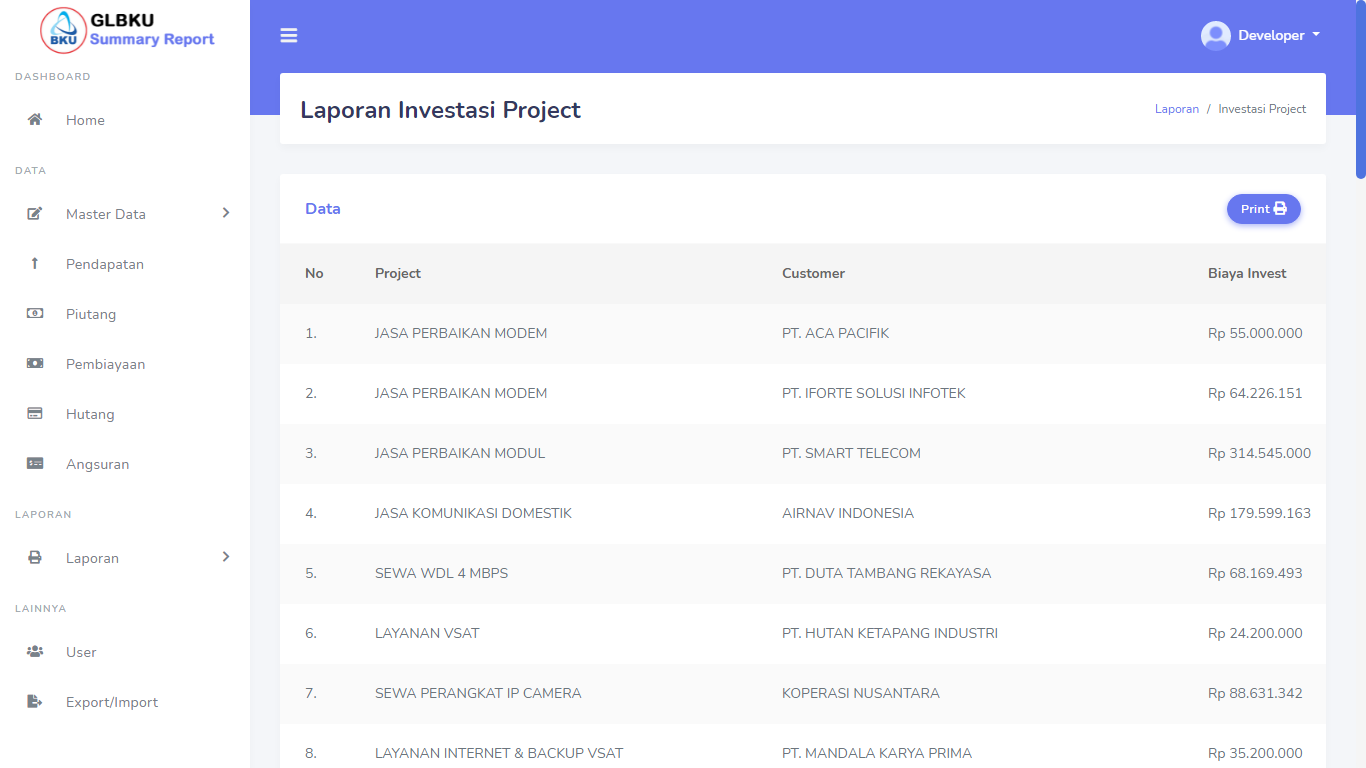 BKU
GLBKU
Summary Report
DASHBOARD
Home
DATA
Master Data
Pendapatan
Piutang
Pembiayaan
Hutang
Angsuran
LAPORAN
Laporan
LAINNYA
User
Export/Import
Developer
Laporan Investasi Project
Laporan / Investasi Project
Data
Print
No Project Customer Biaya Invest
1. JASA PERBAIKAN MODEM PT. ACA PACIFIK Rp 55.000.000
2. JASA PERBAIKAN MODEM PT. IFORTE SOLUSI INFOTEK Rp 64.226.151
3. JASA PERBAIKAN MODUL PT. SMART TELECOM Rp 314.545.000
4. JASA KOMUNIKASI DOMESTIK AIRNAV INDONESIA Rp 179.599.163
5. SEWA WDL 4 MBPS PT. DUTA TAMBANG REKAYASA Rp 68.169.493
6. LAYANAN VSAT PT. HUTAN KETAPANG INDUSTRI Rp 24.200.000
7. SEWA PERANGKAT IP CAMERA KOPERASI NUSANTARA Rp 88.631.342
8. LAYANAN INTERNET & BACKUP VSAT PT. MANDALA KARYA PRIMA Rp 35.200.000